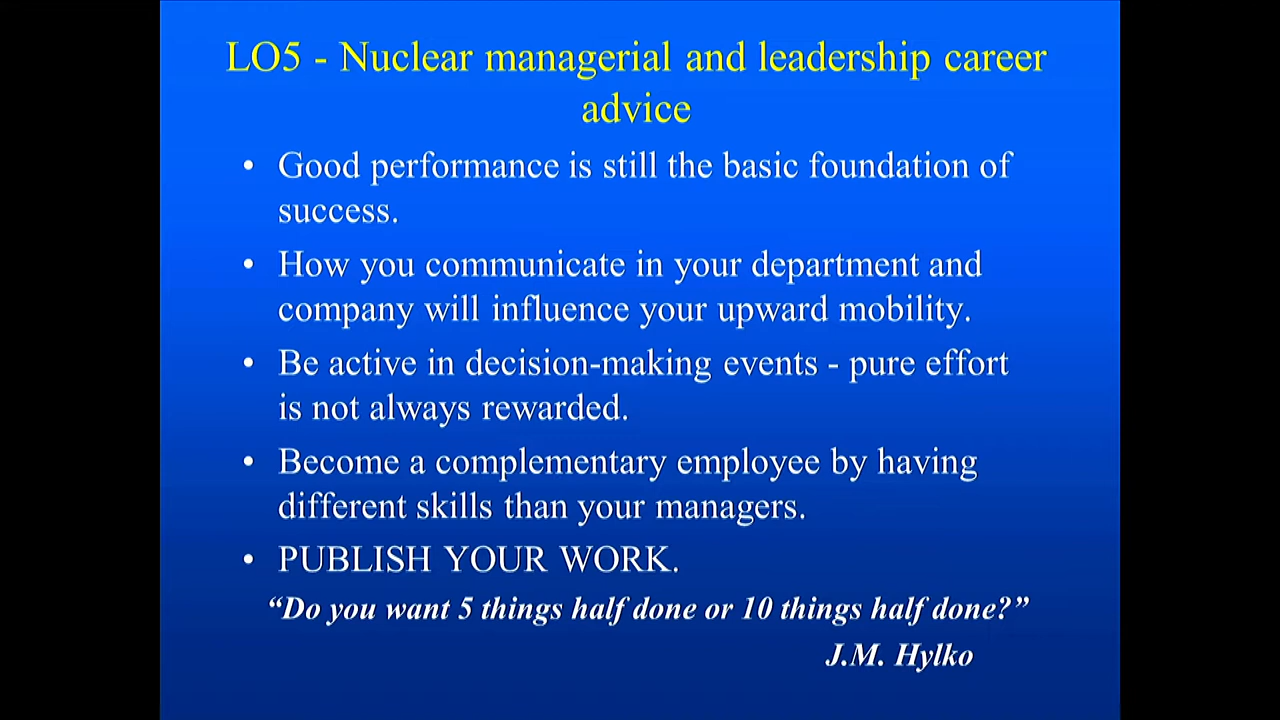 LO5 - Nuclear managerial and leadership career
advice
• Good performance is still the basic foundation of
success.
• How you communicate in your department and
company will influence your upward mobility.
• Be active in decision-making events - pure effort
is not always rewarded.
• Become a complementary employee by having
different skills than your managers.
• PUBLISH YOUR WORK.
“Do you want 5 things half done or 10 things half done?”
J.M. Hylko